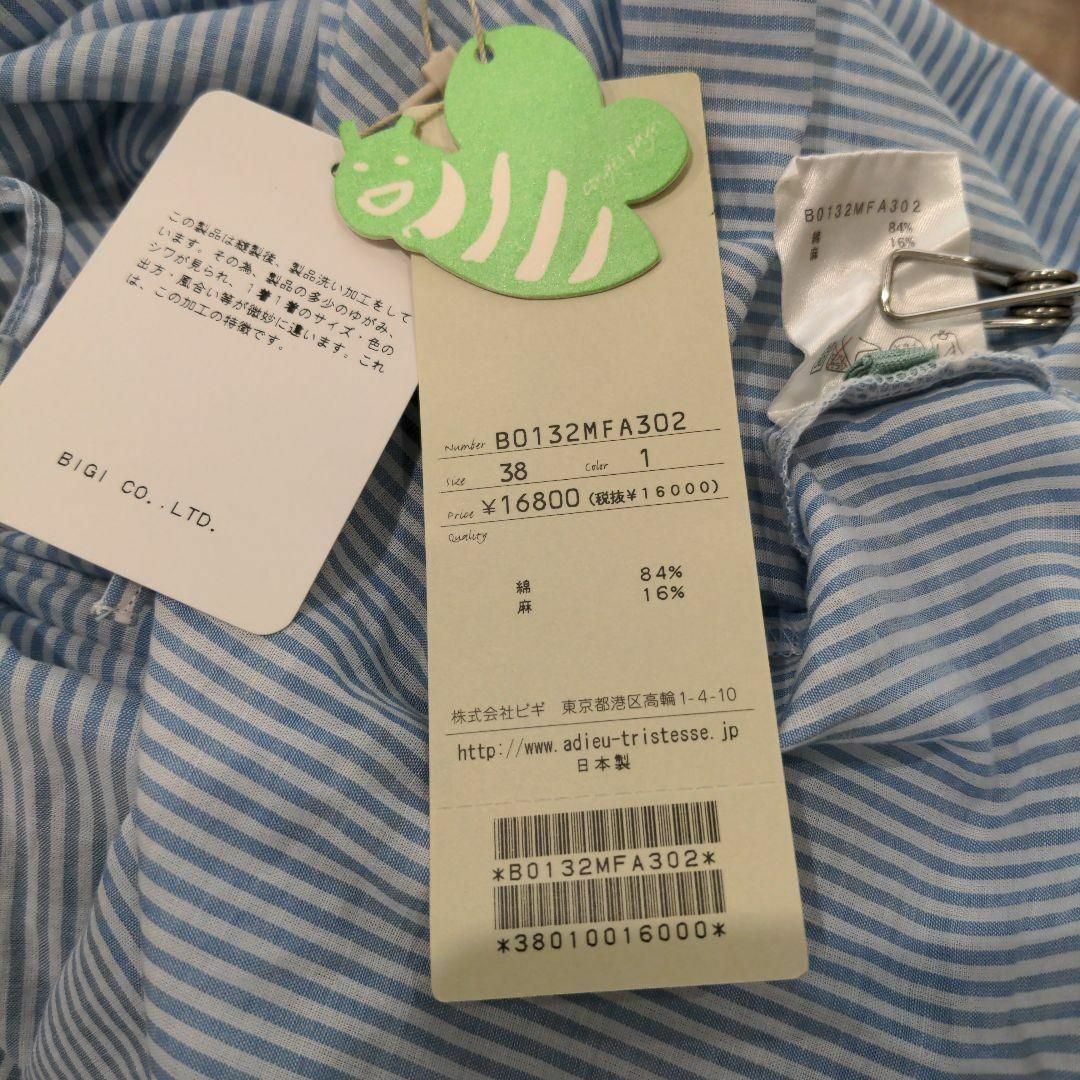 この製品は縫製後、製品洗い加工をして
います。その為、製品の多少のゆがみ、
シワが見られ、1着1着のサイズ・色の
出方・風合い等が微妙に違います。これ
は、この加工の特徴です。
BIGI CO.,LTD.
Number B0132MFA302
Size 38 Color 1
Price ¥16800 (税抜¥16000)
Quality
綿 84%
麻 16%
株式会社ビギ 東京都港区高輪1-4-10
http://www.adieu-tristesse.jp
日本製
*B0132MFA302*
*38010016000*
B0132MFA302
綿 84%
麻 16%